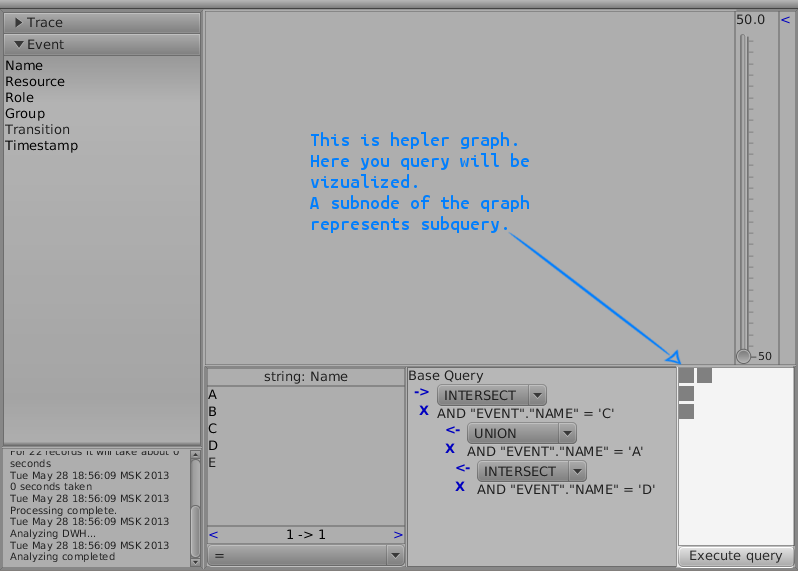 Trace
Event
Name
Resource
Role
Group
Transition
Timestamp
For 22 records it will take about 0
seconds
Tue May 28 18:56:09 MSK 2013
0 seconds taken
Tue May 28 18:56:09 MSK 2013
Processing complete.
Tue May 28 18:56:09 MSK 2013
Analyzing DWH...
Tue May 28 18:56:09 MSK 2013
Analyzing completed
This is hepler graph.
Here you query will be
vizualized.
A subnode of the qraph
represents subquery.
50.0
<
50
string: Name
A
B
C
D
E
< 1 -> 1 >
=
Base Query
-> INTERSECT
X AND "EVENT"."NAME" = 'C'
<- UNION
X AND "EVENT"."NAME" = 'A'
<- INTERSECT
X AND "EVENT"."NAME" = 'D'
Execute query